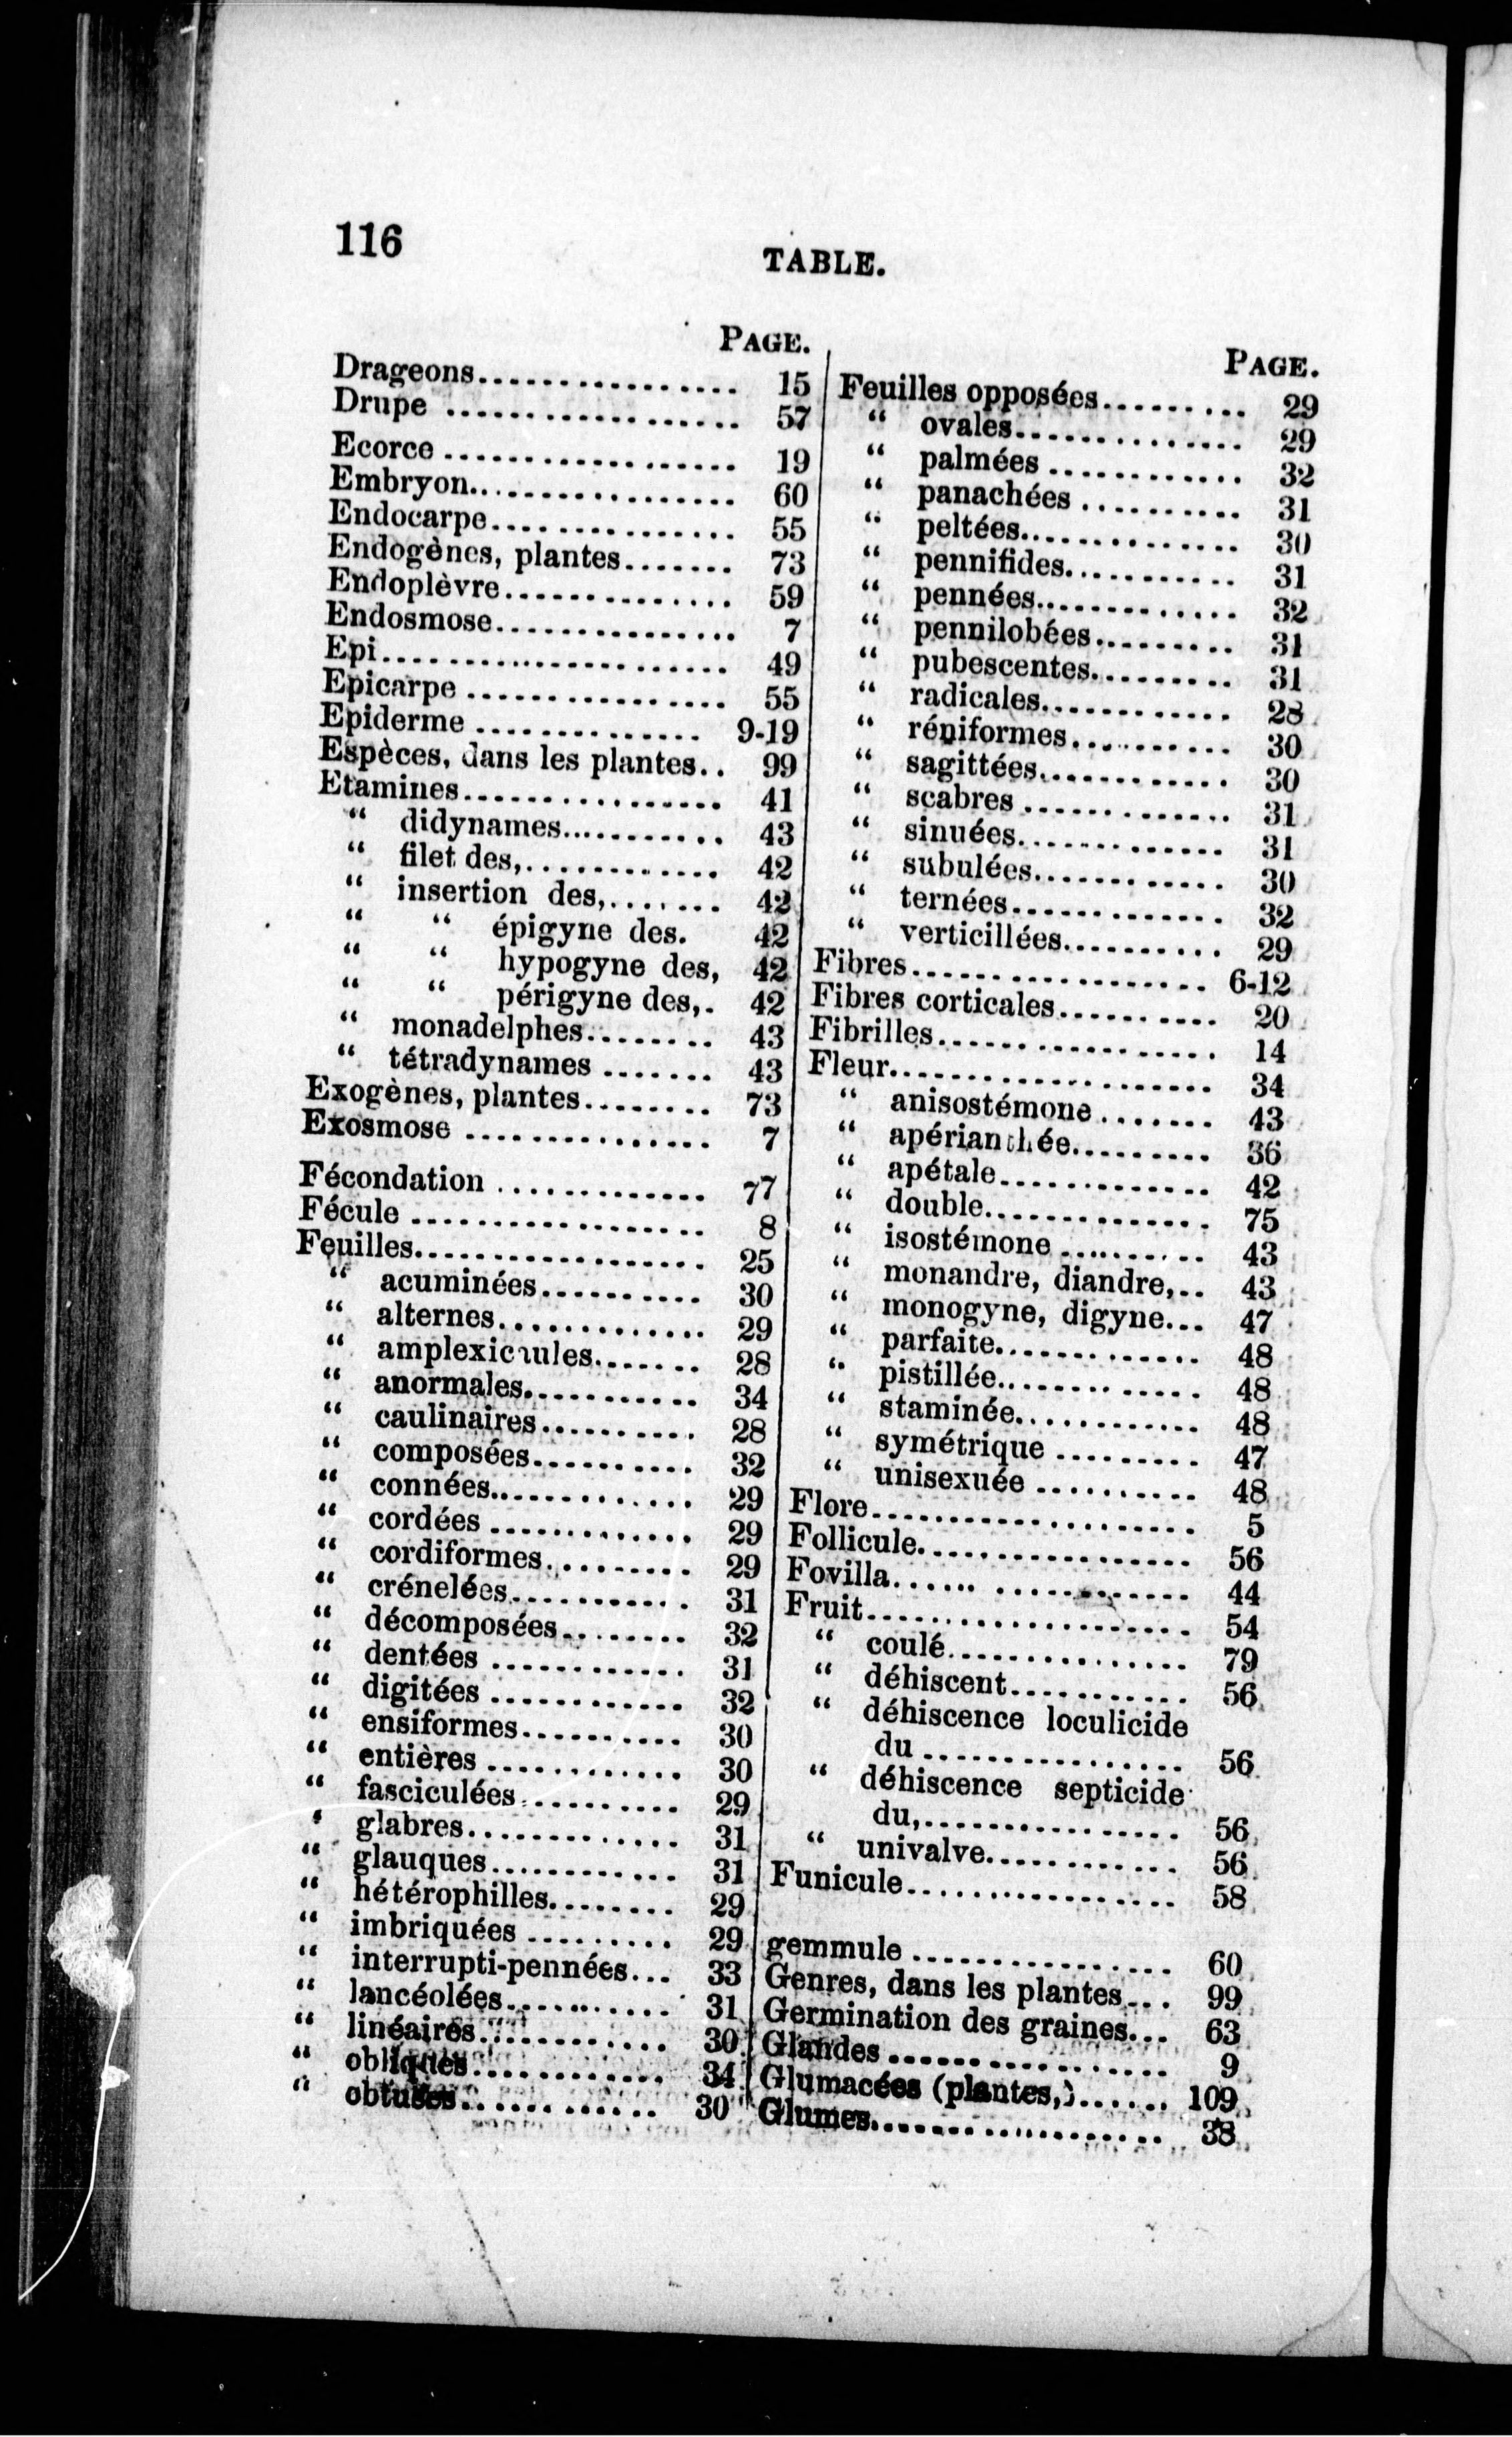 116
TABLE.
PAGE.
Drageons................ 15
Drupe .................. 57
Ecorce .................. 19
Embryon................. 60
Endocarpe............... 55
Endogènes, plantes....... 73
Endoplèvre.............. 59
Endosmose............... 7
Epi..................... 49
Epicarpe ................ 55
Epiderme .............. 9-19
Espèces, dans les plantes.. 99
Etamines................ 41
“ didynames........... 43
“ filet des,............ 42
“ insertion des,....... 42
“ “ épigyne des. 42
“ “ hypogyne des, 42
“ “ périgyne des,. 42
“ monadelphes........ 43
“ tétradynames ....... 43
Exogènes, plantes........ 73
Exosmose ............... 7
Fécondation ............. 77
Fécule .................. 8
Feuilles.................. 25
“ acuminées.......... 30
“ alternes............. 29
“ amplexicaules....... 28
“ anormales........... 34
“ caulinaires.......... 28
“ composées.......... 32
“ connées............. 29
“ cordées ............. 29
“ cordiformes......... 29
“ crénelées........... 31
“ décomposées........ 32
“ dentées ............ 31
“ digitées ............ 32
“ ensiformes.......... 30
“ entières ............ 30
“ fasciculées.......... 29
‘ glabres............. 31
“ glauques............ 31
“ hétérophilles........ 29
“ imbriquées ......... 29
“ interrupti-pennées... 33
“ lancéolées.......... 31
“ linéaires............ 30
“ obliques............ 34
“ obtuses............ 30
PAGE.
Feuilles opposées......... 29
“ ovales.............. 29
“ palmées ............ 32
“ panachées .......... 31
“ peltées.............. 30
“ pennifides........... 31
“ pennées............. 32
“ pennilobées......... 31
“ pubescentes......... 31
“ radicales............ 28
“ réniformes.......... 30
“ sagittées............ 30
“ scabres ............. 31
“ sinuées............. 31
“ subulées............ 30
“ ternées............. 32
“ verticillées.......... 29
Fibres................... 6-12
Fibres corticales.......... 20
Fibrilles.................. 14
Fleur.................... 34
“ anisostémone ....... 43
“ apérianthée......... 36
“ apétale............. 42
“ double.............. 75
“ isostémone ......... 43
“ monandre, diandre,.. 43
“ monogyne, digyne... 47
“ parfaite............. 48
“ pistillée............. 48
“ staminée............ 48
“ symétrique ......... 47
“ unisexuée .......... 48
Flore.................... 5
Follicule................. 56
Fovilla...... ............ 44
Fruit.................... 54
“ coulé............... 79
“ déhiscent........... 56
“ déhiscence loculicide
du ................ 56
“ déhiscence septicide
du,................ 56
“ univalve............ 56
Funicule................. 58
gemmule ................ 60
Genres, dans les plantes... 99
Germination des graines... 63
Glandes ................. 9
Glumacées (plantes,)...... 109
Glumes.................. 38